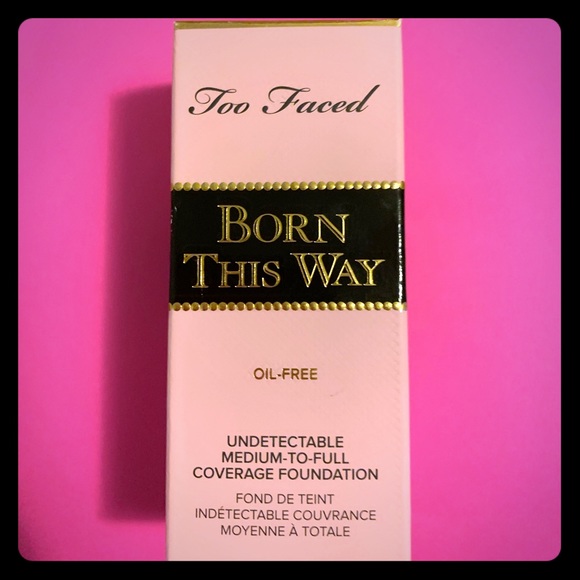 Too Faced
BORN
THIS WAY
OIL-FREE
UNDETECTABLE
MEDIUM-TO-FULL
COVERAGE FOUNDATION
FOND DE TEINT
INDÉTECTABLE COUVRANCE
MOYENNE À TOTALE